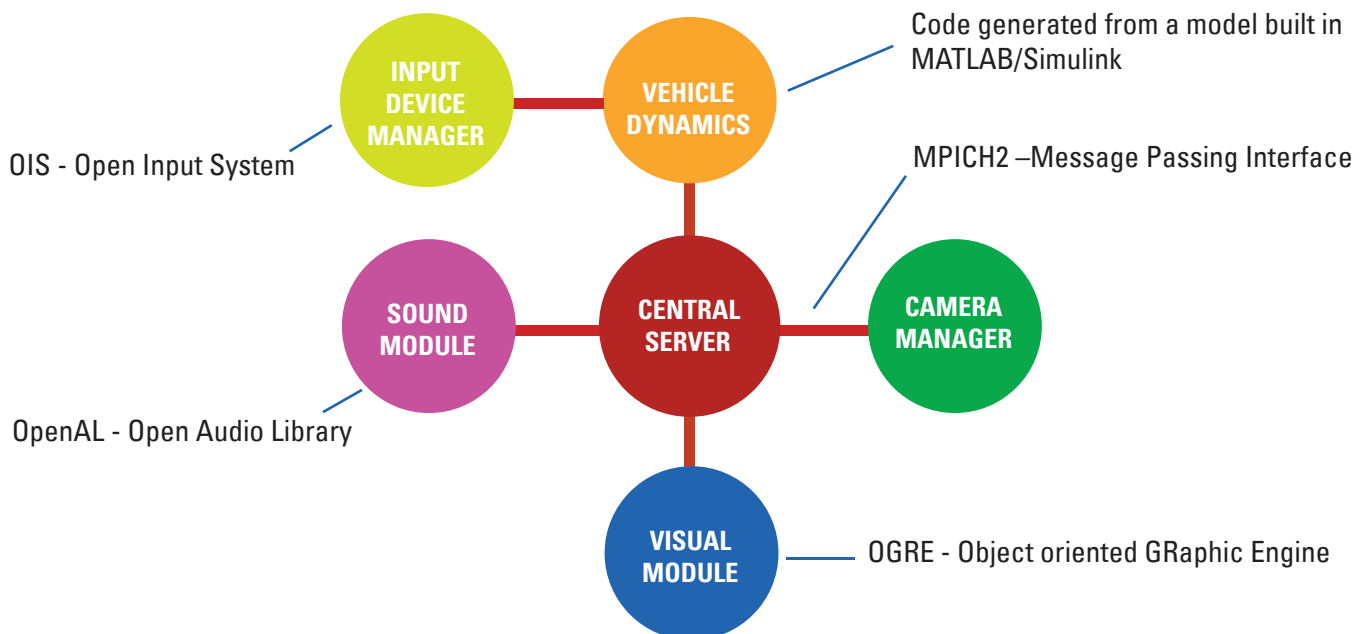 INPUT
DEVICE
MANAGER
VEHICLE
DYNAMICS
Code generated from a model built in
MATLAB/Simulink
OIS - Open Input System
MPICH2 –Message Passing Interface
SOUND
MODULE
CENTRAL
SERVER
CAMERA
MANAGER
OpenAL - Open Audio Library
VISUAL
MODULE
OGRE - Object oriented GRaphic Engine